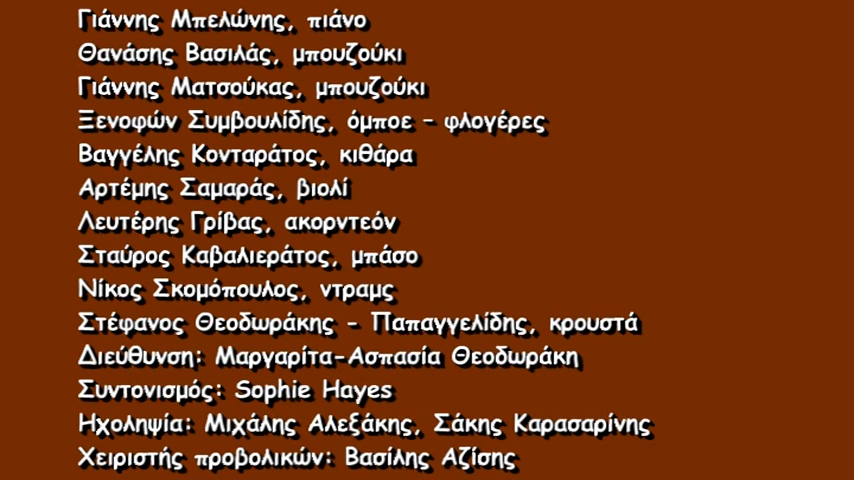 Γιάννης Μπελώνης, πιάνο
Θανάσης Βασιλάς, μπουζούκι
Γιάννης Ματσούκας, μπουζούκι
Ξενοφών Συμβουλίδης, όμποε - φλογέρες
Βαγγέλης Κονταράτος, κιθάρα
Αρτέμης Σαμαράς, βιολί
Λευτέρης Γρίβας, ακορντεόν
Σταύρος Καβαλιεράτος, μπάσο
Νίκος Σκομόπουλος, ντραμς
Στέφανος Θεοδωράκης - Παπαγγελίδης, κρουστά
Διεύθυνση: Μαργαρίτα-Ασπασία Θεοδωράκη
Συντονισμός: Sophie Hayes
Ηχοληψία: Μιχάλης Αλεξάκης, Σάκης Καρασαρίνης
Χειριστής προβολικών: Βασίλης Αζίσης